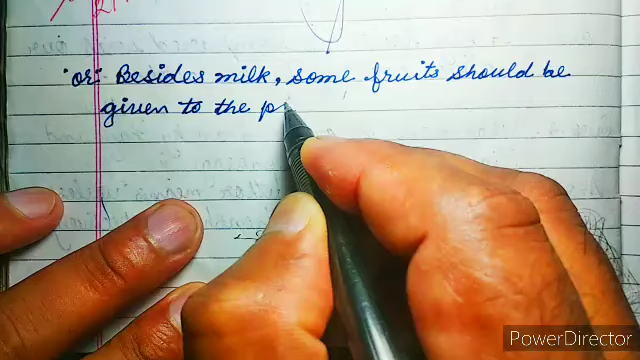 "or" Besides milk, some fruits should be
given to the p
PowerDirector